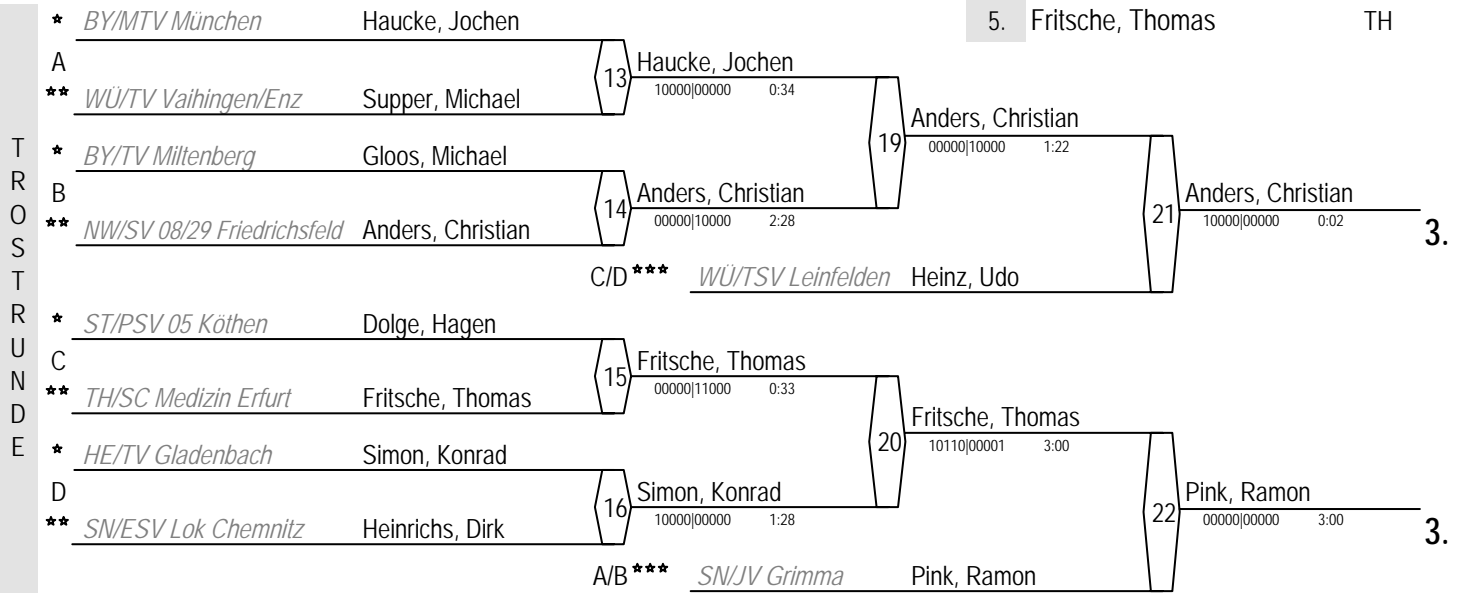 TROSTRUNDE
5. Fritsche, Thomas TH
* BY/MTV München Haucke, Jochen
A
13 Haucke, Jochen
10000|00000 0:34
** WÜ/TV Vaihingen/Enz Supper, Michael
19 Anders, Christian
00000|10000 1:22
* BY/TV Miltenberg Gloos, Michael
B
14 Anders, Christian
00000|10000 2:28
** NW/SV 08/29 Friedrichsfeld Anders, Christian
21 Anders, Christian
10000|00000 0:02
3.
C/D *** WÜ/TSV Leinfelden Heinz, Udo
* ST/PSV 05 Köthen Dolge, Hagen
C
15 Fritsche, Thomas
00000|11000 0:33
** TH/SC Medizin Erfurt Fritsche, Thomas
20 Fritsche, Thomas
10110|00001 3:00
* HE/TV Gladenbach Simon, Konrad
D
16 Simon, Konrad
10000|00000 1:28
** SN/ESV Lok Chemnitz Heinrichs, Dirk
22 Pink, Ramon
00000|00000 3:00
3.
A/B *** SN/JV Grimma Pink, Ramon